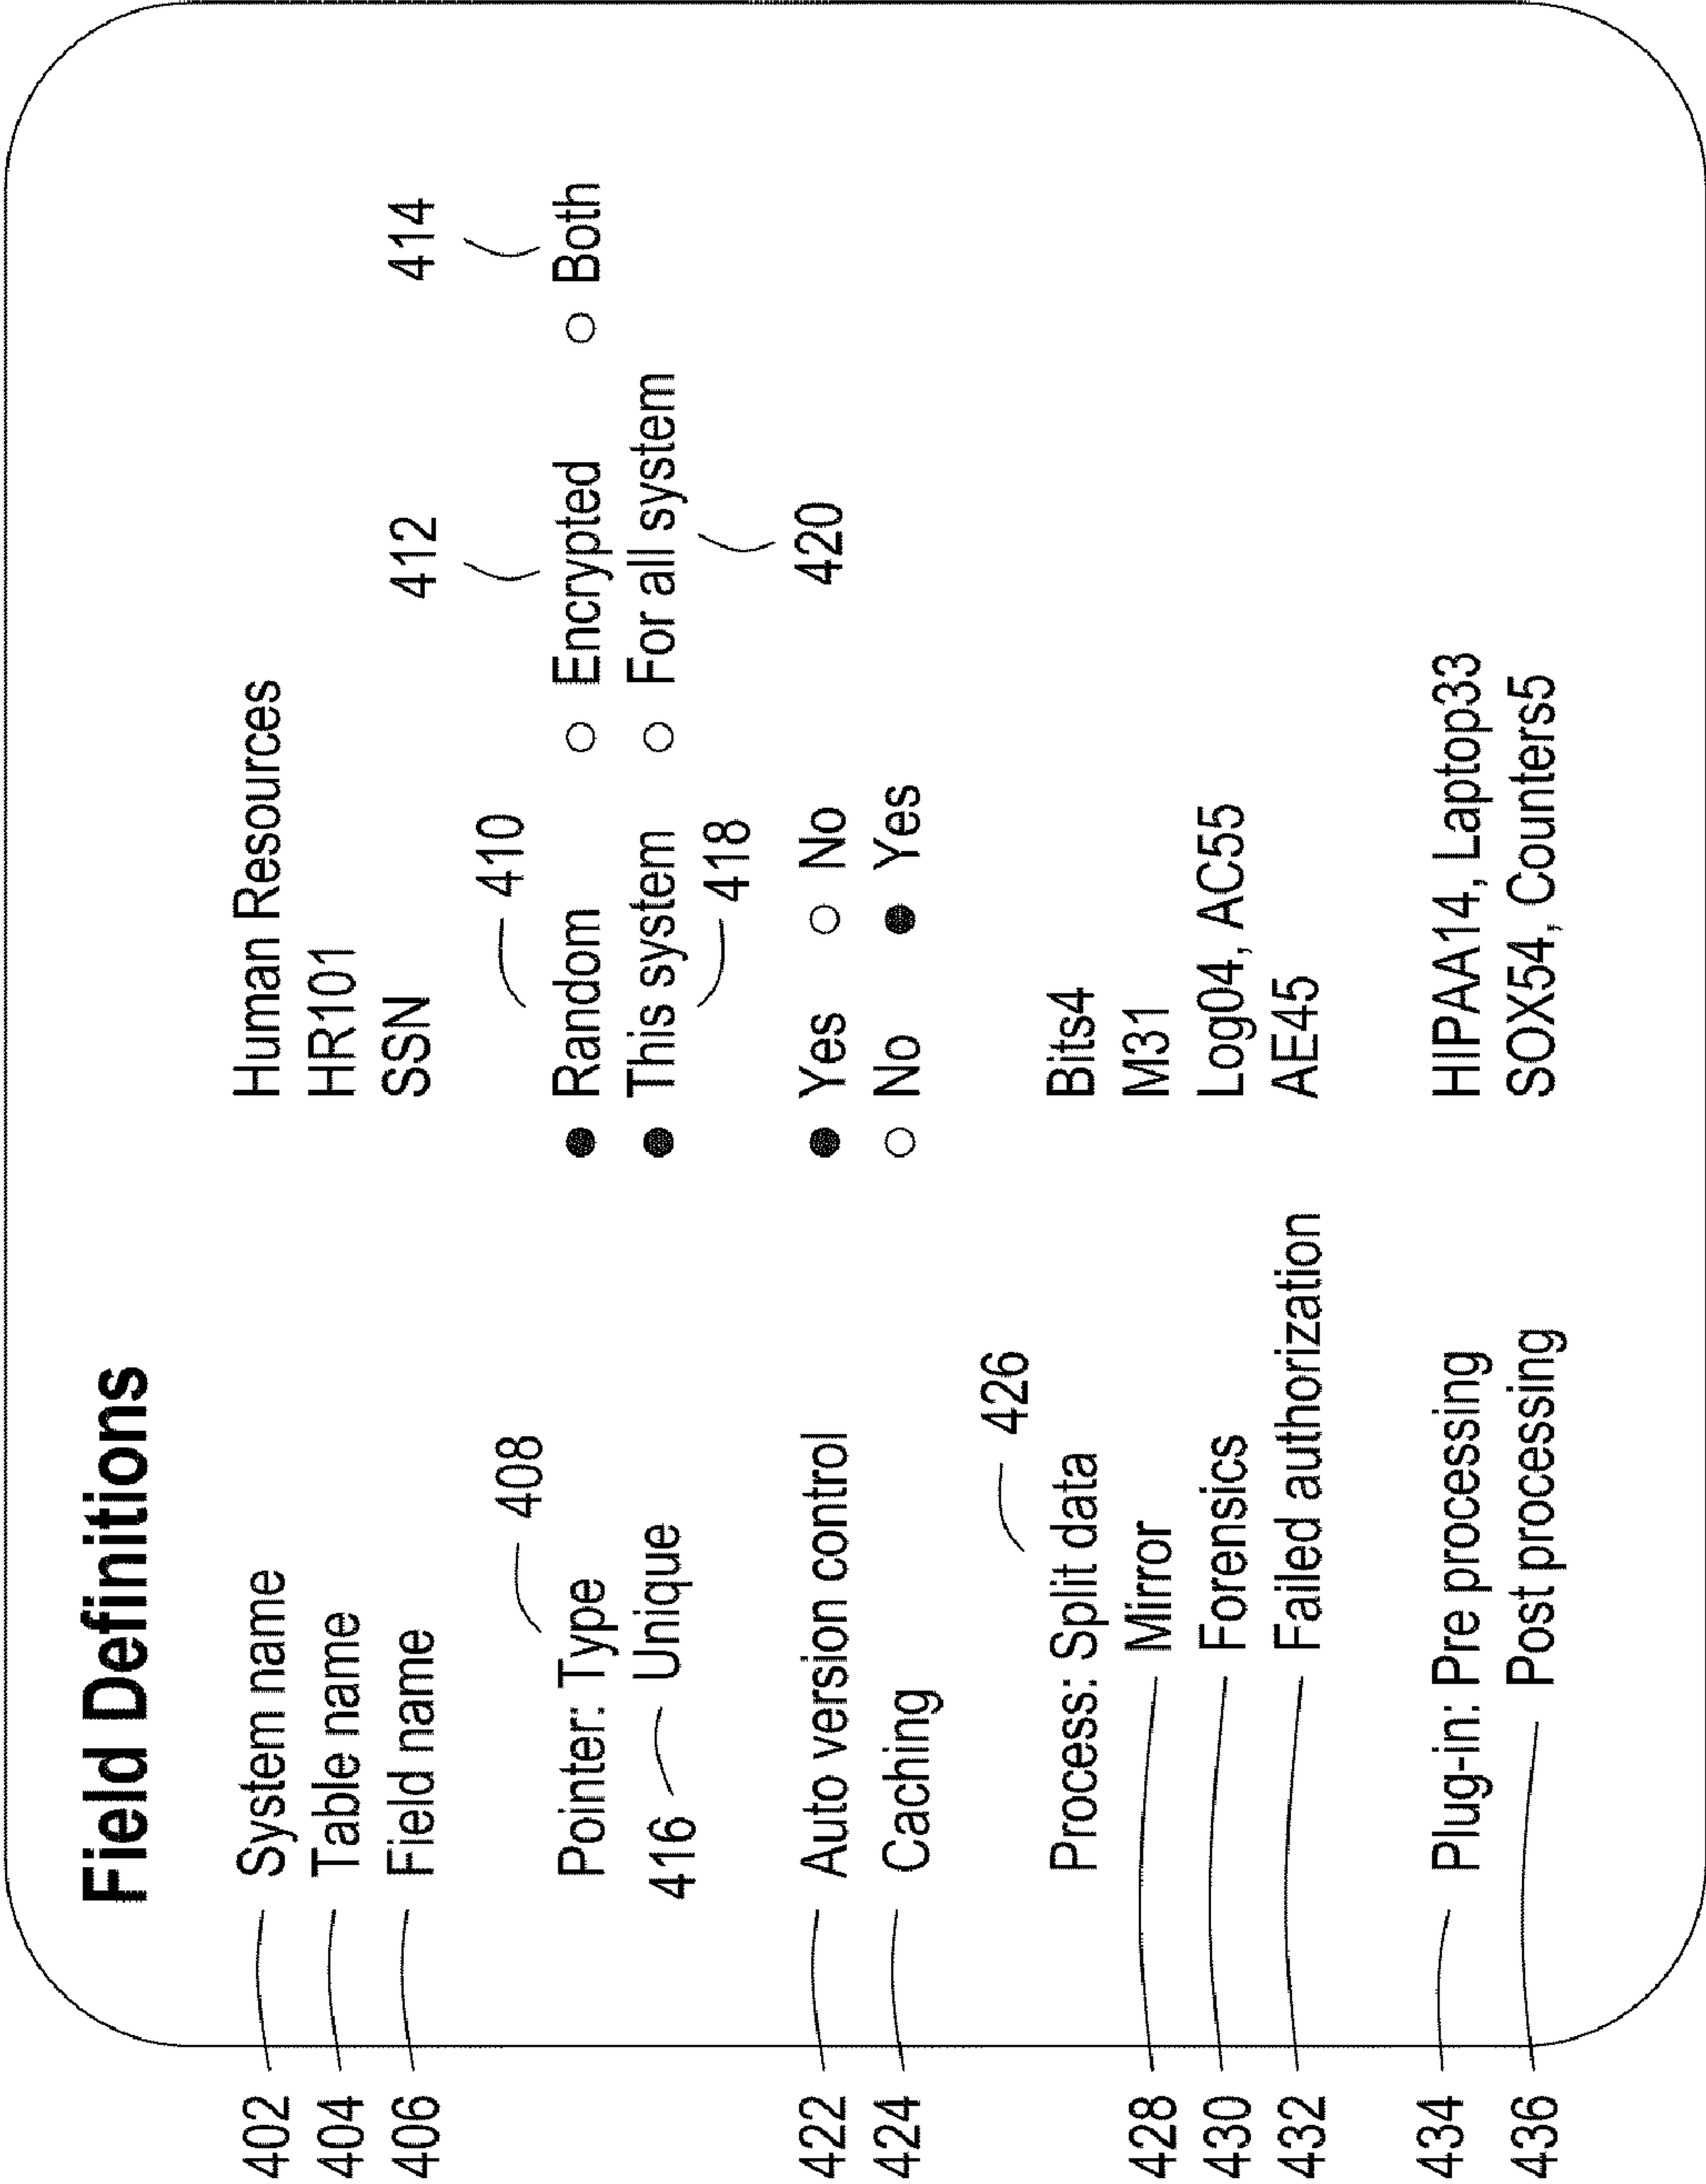 Field Definitions
402 System name Human Resources
404 Table name HR101
406 Field name SSN
408 410 412 414
Pointer: Type ● Random ○ Encrypted ○ Both
416 Unique ● This system ○ For all system
418 420
422 Auto version control ● Yes ○ No
424 Caching ○ No ● Yes
426
Process: Split data Bits4
428 Mirror M31
430 Forensics Log04, AC55
432 Failed authorization AE45
434 Plug-in: Pre processing HIPAA14, Laptop33
436 Post processing SOX54, Counters5